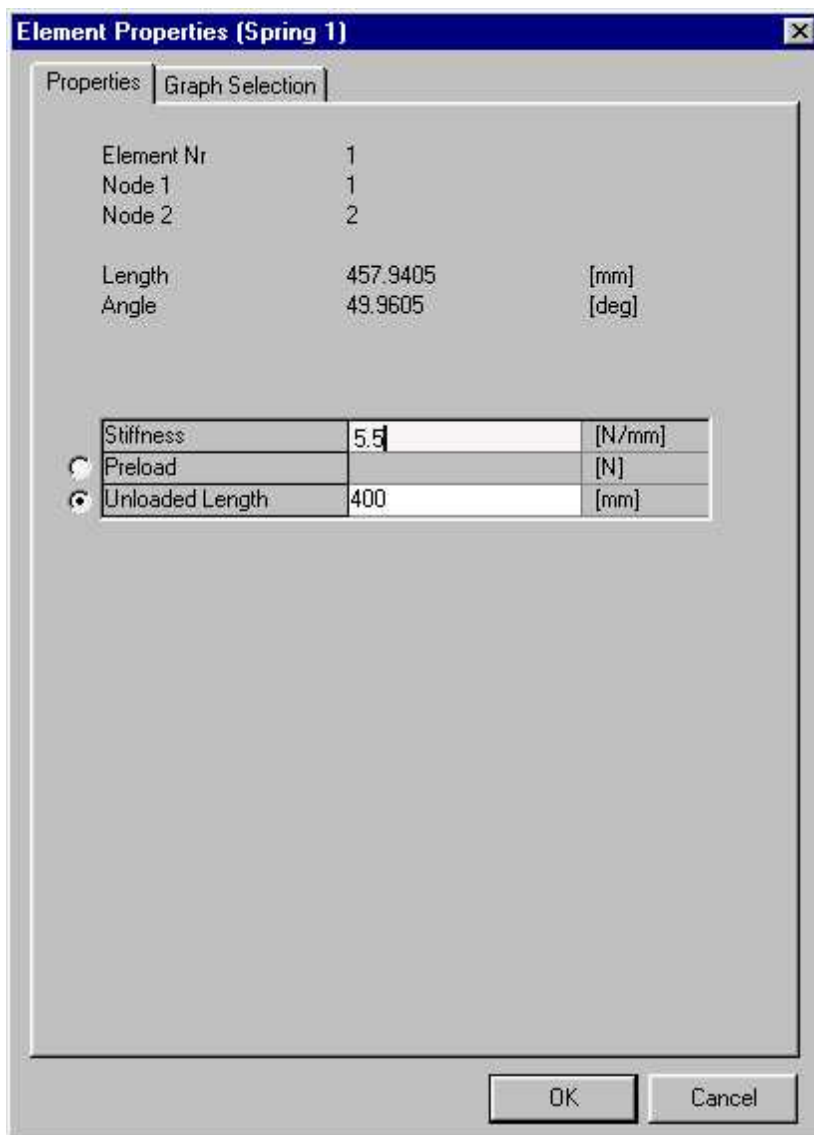 Element Properties (Spring 1)
Properties Graph Selection
Element Nr 1
Node 1 1
Node 2 2
Length 457.9405 [mm]
Angle 49.9605 [deg]
Stiffness 5.5 [N/mm]
Preload [N]
Unloaded Length 400 [mm]
OK Cancel